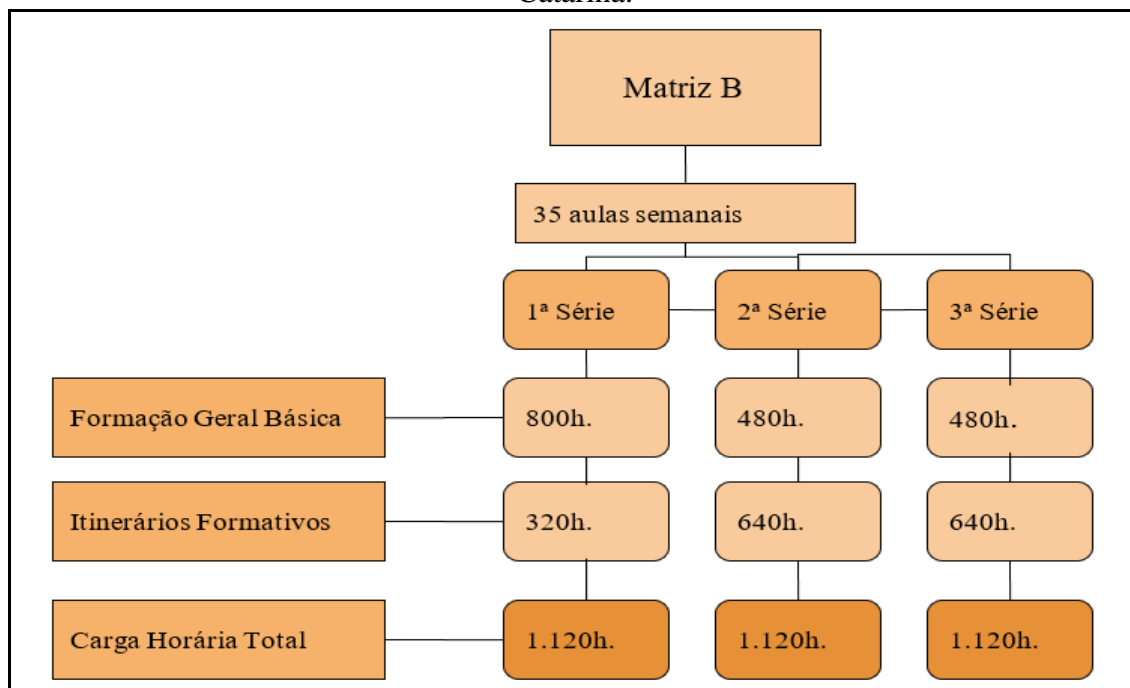 Catarina.
Matriz B
35 aulas semanais
1ª Série
2ª Série
3ª Série
Formação Geral Básica
800h.
480h.
480h.
Itinerários Formativos
320h.
640h.
640h.
Carga Horária Total
1.120h.
1.120h.
1.120h.